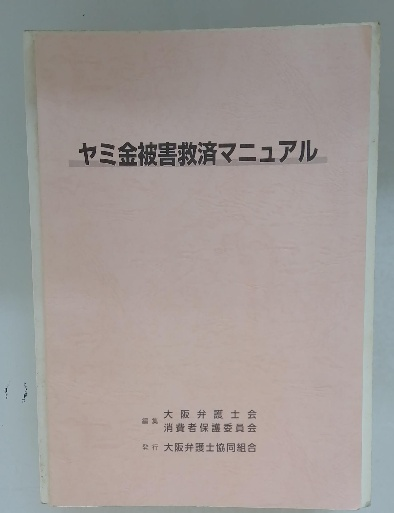 ヤミ金被害救済マニュアル
編集 大阪弁護士会
消費者保護委員会
発行 大阪弁護士協同組合